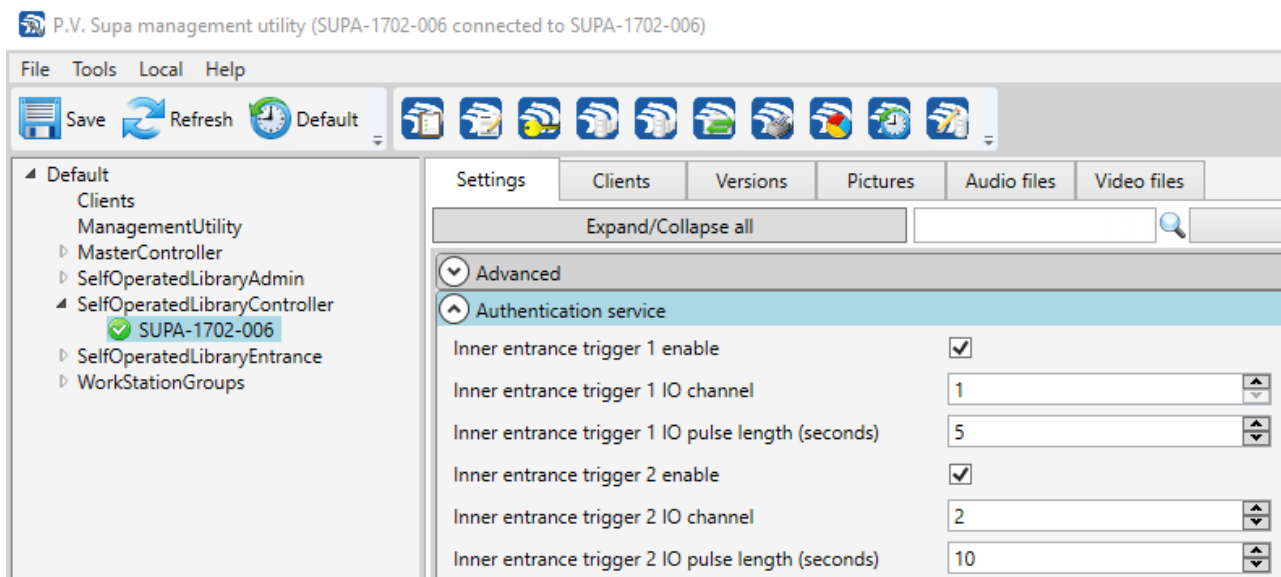 P.V. Supa management utility (SUPA-1702-006 connected to SUPA-1702-006)
File Tools Local Help
Save Refresh Default
Default
Clients
ManagementUtility
MasterController
SelfOperatedLibraryAdmin
SelfOperatedLibraryController
SUPA-1702-006
SelfOperatedLibraryEntrance
WorkStationGroups
Settings Clients Versions Pictures Audio files Video files
Expand/Collapse all
Advanced
Authentication service
Inner entrance trigger 1 enable
Inner entrance trigger 1 IO channel 1
Inner entrance trigger 1 IO pulse length (seconds) 5
Inner entrance trigger 2 enable
Inner entrance trigger 2 IO channel 2
Inner entrance trigger 2 IO pulse length (seconds) 10